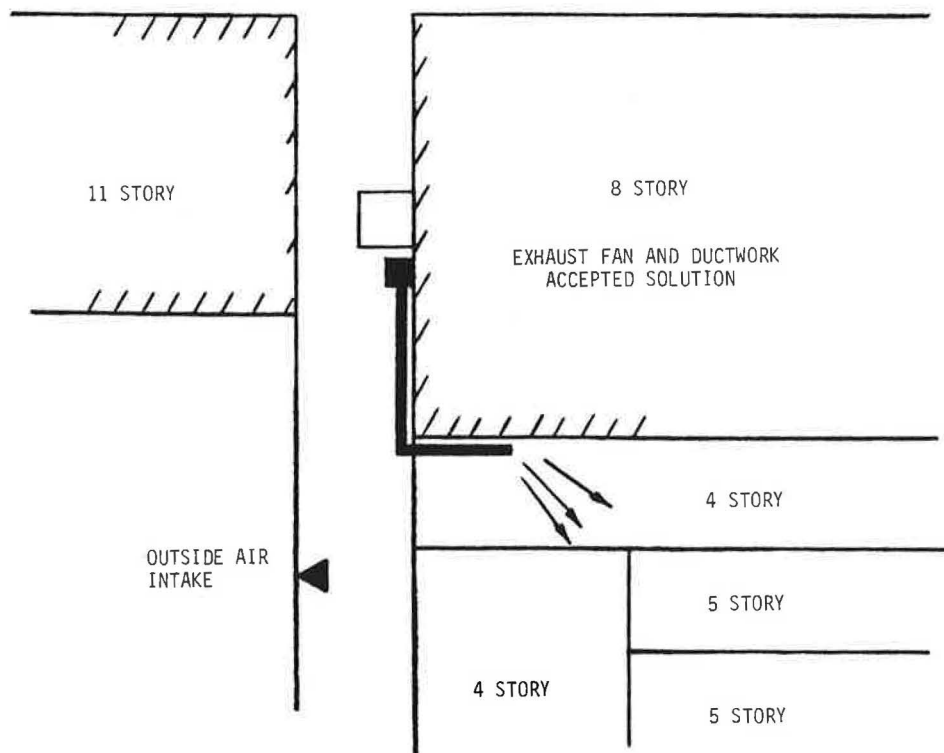 11 STORY
8 STORY
EXHAUST FAN AND DUCTWORK
ACCEPTED SOLUTION
4 STORY
OUTSIDE AIR
INTAKE
5 STORY
4 STORY
5 STORY